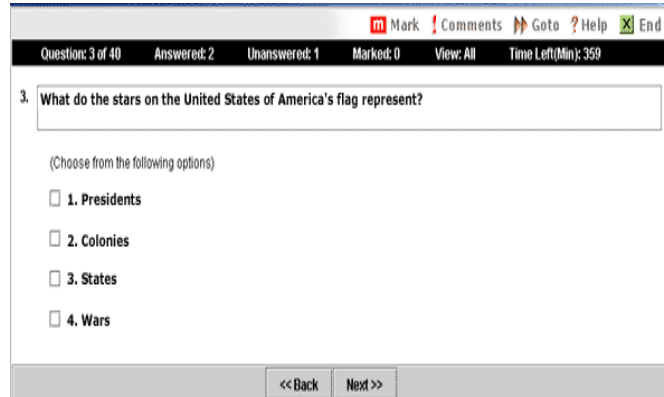 m Mark ! Comments Goto ? Help X End
Question: 3 of 40 Answered: 2 Unanswered: 1 Marked: 0 View: All Time Left(Min): 359
3. What do the stars on the United States of America's flag represent?
(Choose from the following options)
1. Presidents
2. Colonies
3. States
4. Wars
<< Back Next >>